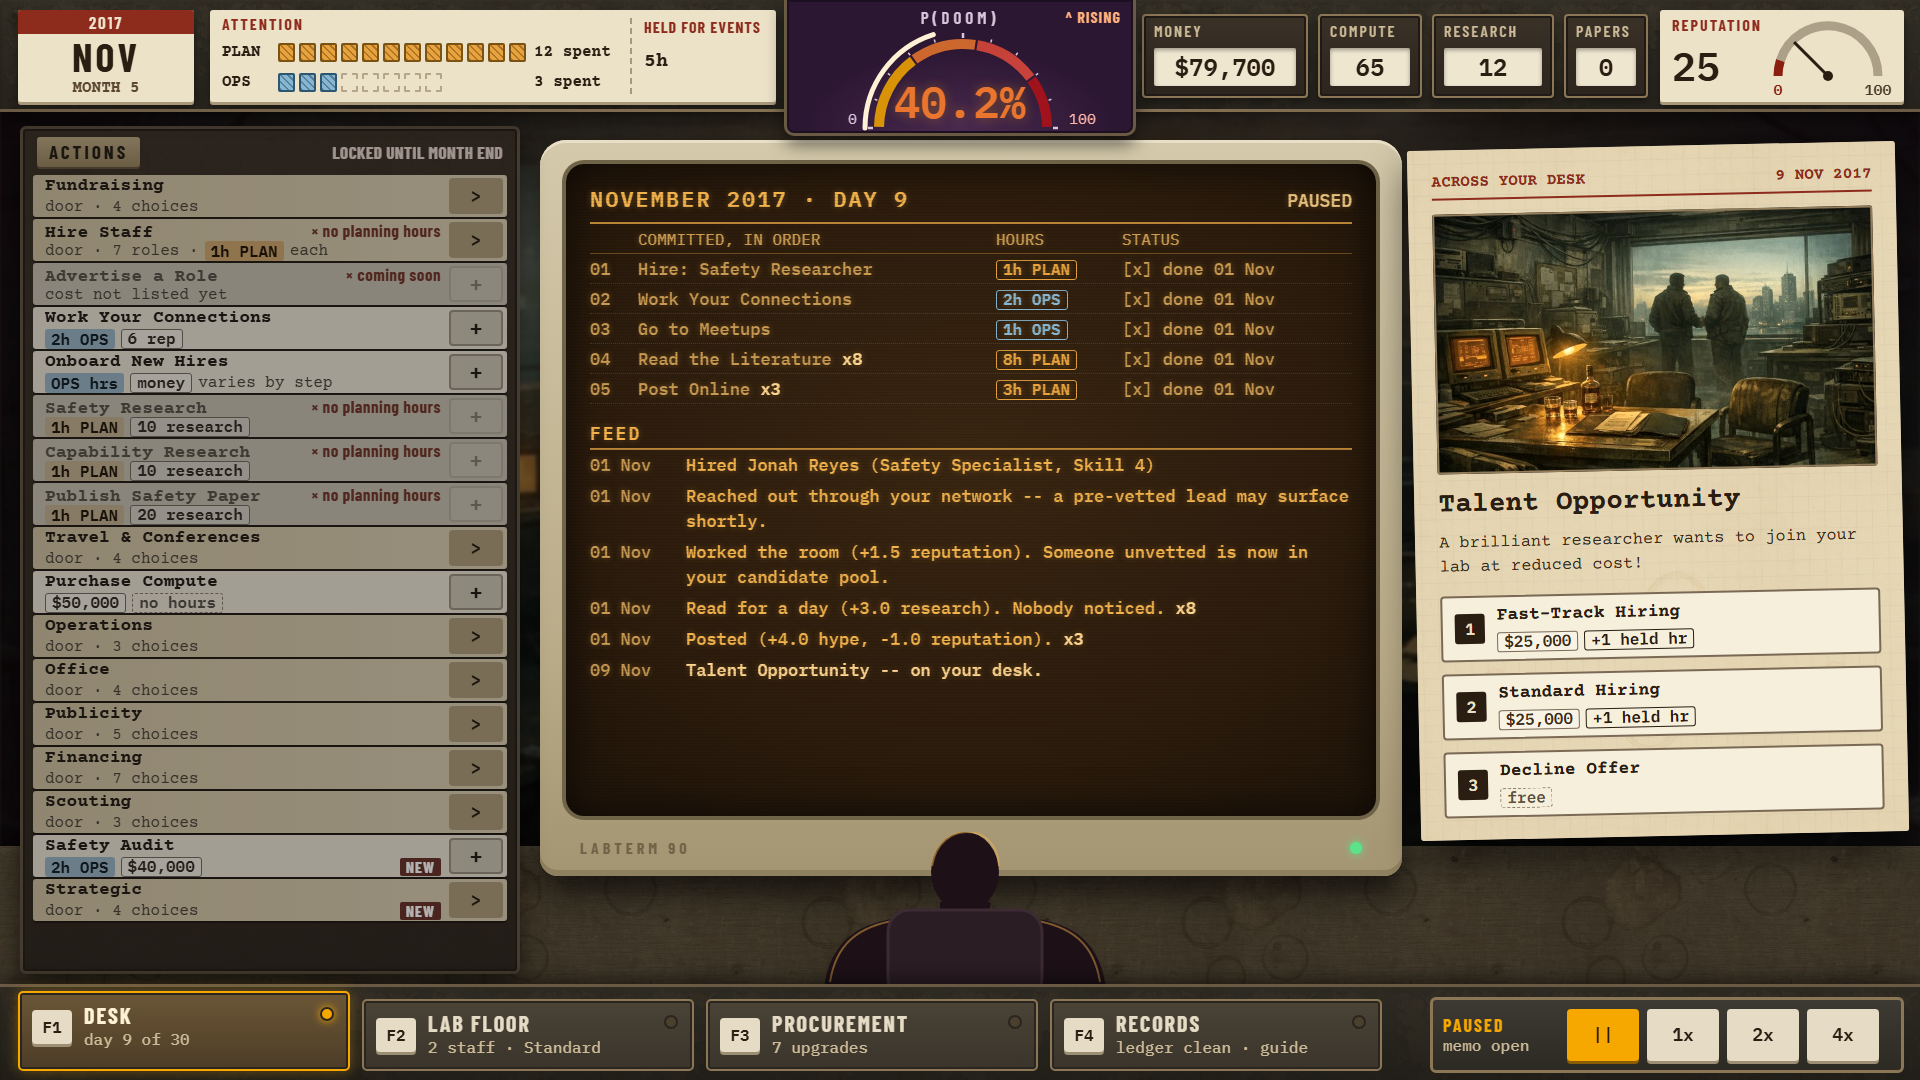 2017
NOV
MONTH 5
ATTENTION
PLAN 12 spent
OPS 3 spent
HELD FOR EVENTS
5h
P(DOOM)
^ RISING
40.2%
0 100
MONEY
$79,700
COMPUTE
65
RESEARCH
12
PAPERS
0
REPUTATION
25
0 100
ACTIONS LOCKED UNTIL MONTH END
Fundraising
door · 4 choices
>
Hire Staff × no planning hours
door · 7 roles · 1h PLAN each
>
Advertise a Role × coming soon
cost not listed yet
+
Work Your Connections
2h OPS 6 rep
+
Onboard New Hires
OPS hrs money varies by step
+
Safety Research × no planning hours
1h PLAN 10 research
+
Capability Research × no planning hours
1h PLAN 10 research
+
Publish Safety Paper × no planning hours
1h PLAN 20 research
+
Travel & Conferences
door · 4 choices
>
Purchase Compute
$50,000 no hours
+
Operations
door · 3 choices
>
Office
door · 4 choices
>
Publicity
door · 5 choices
>
Financing
door · 7 choices
>
Scouting
door · 3 choices
>
Safety Audit
2h OPS $40,000 NEW
+
Strategic
door · 4 choices NEW
>
NOVEMBER 2017 · DAY 9 PAUSED
COMMITTED, IN ORDER HOURS STATUS
01 Hire: Safety Researcher 1h PLAN [x] done 01 Nov
02 Work Your Connections 2h OPS [x] done 01 Nov
03 Go to Meetups 1h OPS [x] done 01 Nov
04 Read the Literature x8 8h PLAN [x] done 01 Nov
05 Post Online x3 3h PLAN [x] done 01 Nov
FEED
01 Nov Hired Jonah Reyes (Safety Specialist, Skill 4)
01 Nov Reached out through your network -- a pre-vetted lead may surface
shortly.
01 Nov Worked the room (+1.5 reputation). Someone unvetted is now in
your candidate pool.
01 Nov Read for a day (+3.0 research). Nobody noticed. x8
01 Nov Posted (+4.0 hype, -1.0 reputation). x3
09 Nov Talent Opportunity -- on your desk.
LABTERM 90
ACROSS YOUR DESK 9 NOV 2017
Talent Opportunity
A brilliant researcher wants to join your
lab at reduced cost!
1 Fast-Track Hiring
$25,000 +1 held hr
2 Standard Hiring
$25,000 +1 held hr
3 Decline Offer
free
F1 DESK
day 9 of 30
F2 LAB FLOOR
2 staff · Standard
F3 PROCUREMENT
7 upgrades
F4 RECORDS
ledger clean · guide
PAUSED
memo open
|| 1x 2x 4x